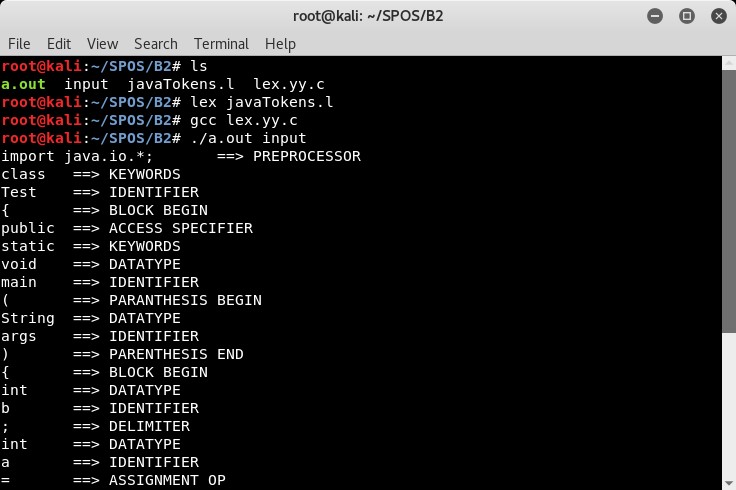 root@kali: ~/SPOS/B2
File Edit View Search Terminal Help
root@kali:~/SPOS/B2# ls
a.out  input  javaTokens.l  lex.yy.c
root@kali:~/SPOS/B2# lex javaTokens.l
root@kali:~/SPOS/B2# gcc lex.yy.c
root@kali:~/SPOS/B2# ./a.out input
import java.io.*;       ==> PREPROCESSOR
class   ==> KEYWORDS
Test    ==> IDENTIFIER
{       ==> BLOCK BEGIN
public  ==> ACCESS SPECIFIER
static  ==> KEYWORDS
void    ==> DATATYPE
main    ==> IDENTIFIER
(       ==> PARANTHESIS BEGIN
String  ==> DATATYPE
args    ==> IDENTIFIER
)       ==> PARENTHESIS END
{       ==> BLOCK BEGIN
int     ==> DATATYPE
b       ==> IDENTIFIER
;       ==> DELIMITER
int     ==> DATATYPE
a       ==> IDENTIFIER
=       ==> ASSIGNMENT OP